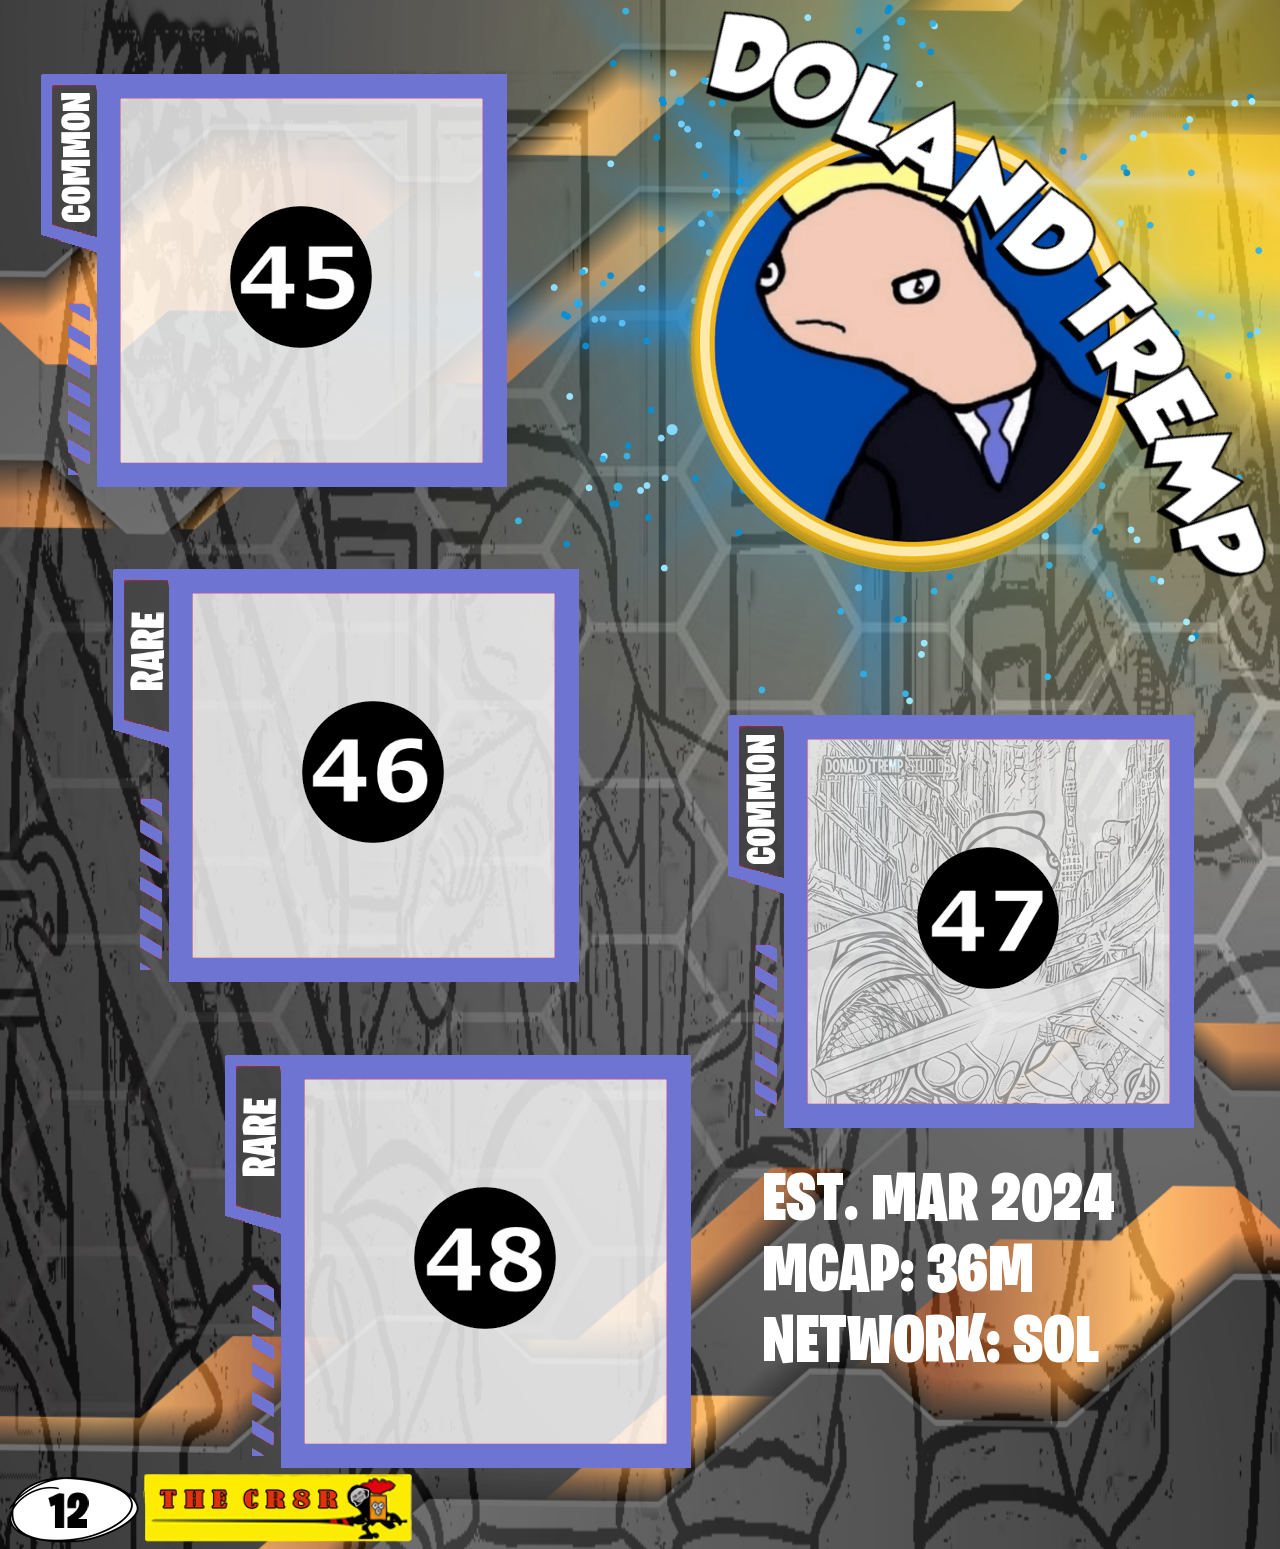 DOLAND TREMP
COMMON
45
RARE
46
COMMON
DONALD TREMP STUDIOS
47
RARE
48
EST. MAR 2024
MCAP: 36M
NETWORK: SOL
12
THE CR8R